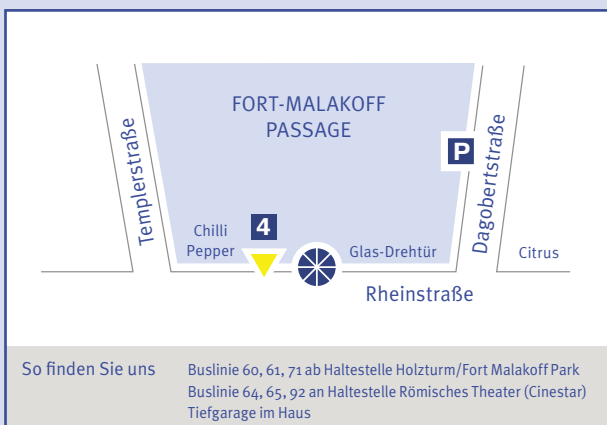 FORT-MALAKOFF
PASSAGE
Templerstraße
P
Dagobertstraße
4
Chilli
Pepper
Glas-Drehtür
Citrus
Rheinstraße
So finden Sie uns
Buslinie 60, 61, 71 ab Haltestelle Holzturm/Fort Malakoff Park
Buslinie 64, 65, 92 an Haltestelle Römisches Theater (Cinestar)
Tiefgarage im Haus